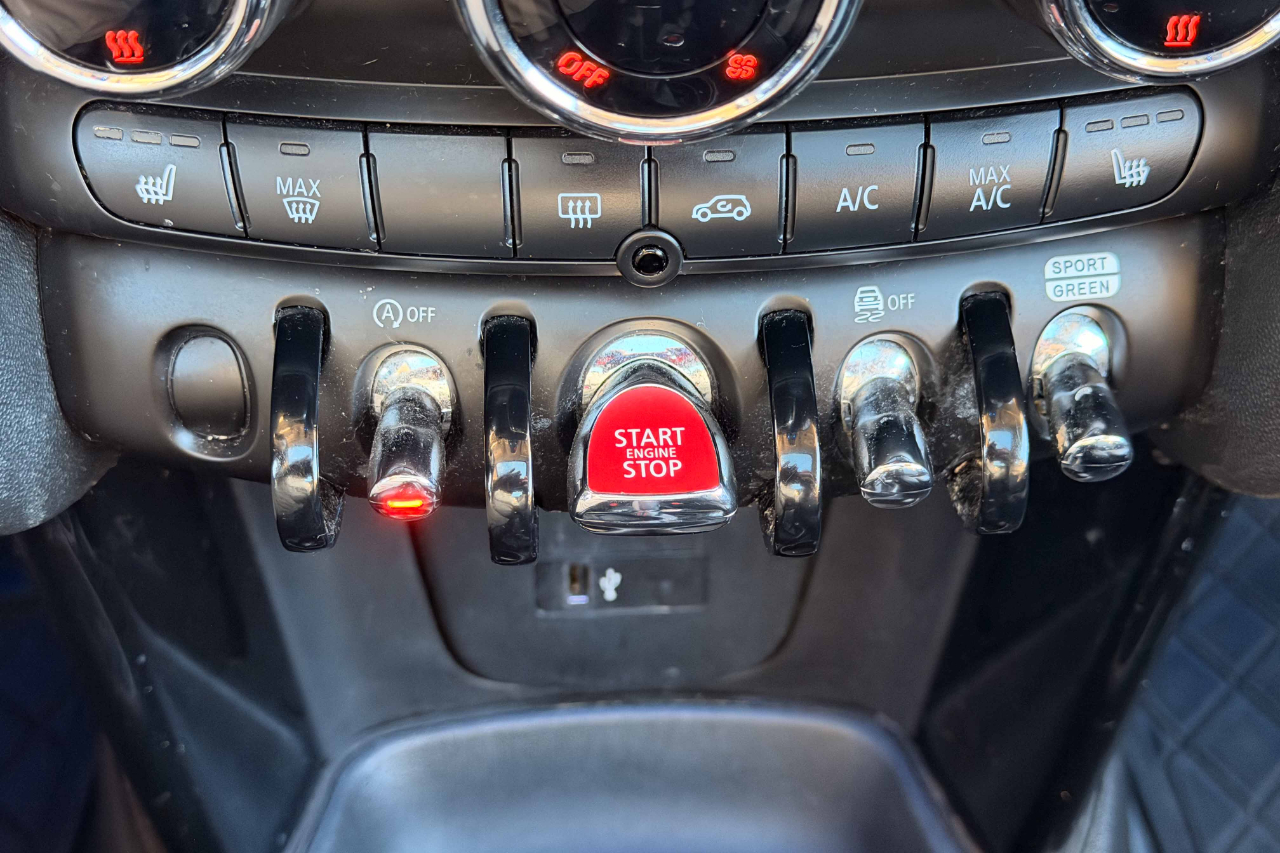 OFF
MAX
A/C
MAX
A/C
A OFF
OFF
SPORT
GREEN
START
ENGINE
STOP